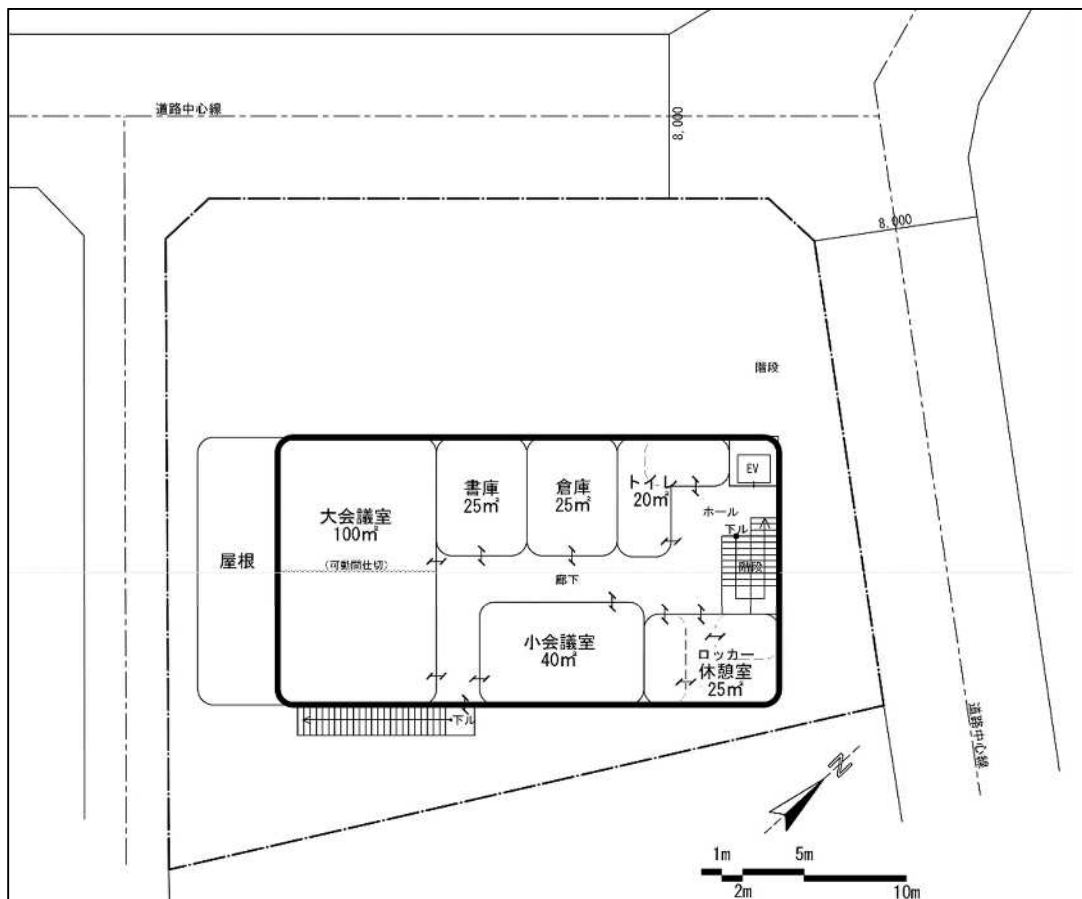 道路中心線
8,000
8,000
階段
書庫
25㎡
倉庫
25㎡
トイレ
20㎡
EV
ホール
下ル
大会議室
100㎡
(可動間仕切)
屋根
廊下
階段
小会議室
40㎡
ロッカー
休憩室
25㎡
下ル
道路中心線
N
1m
5m
2m
10m